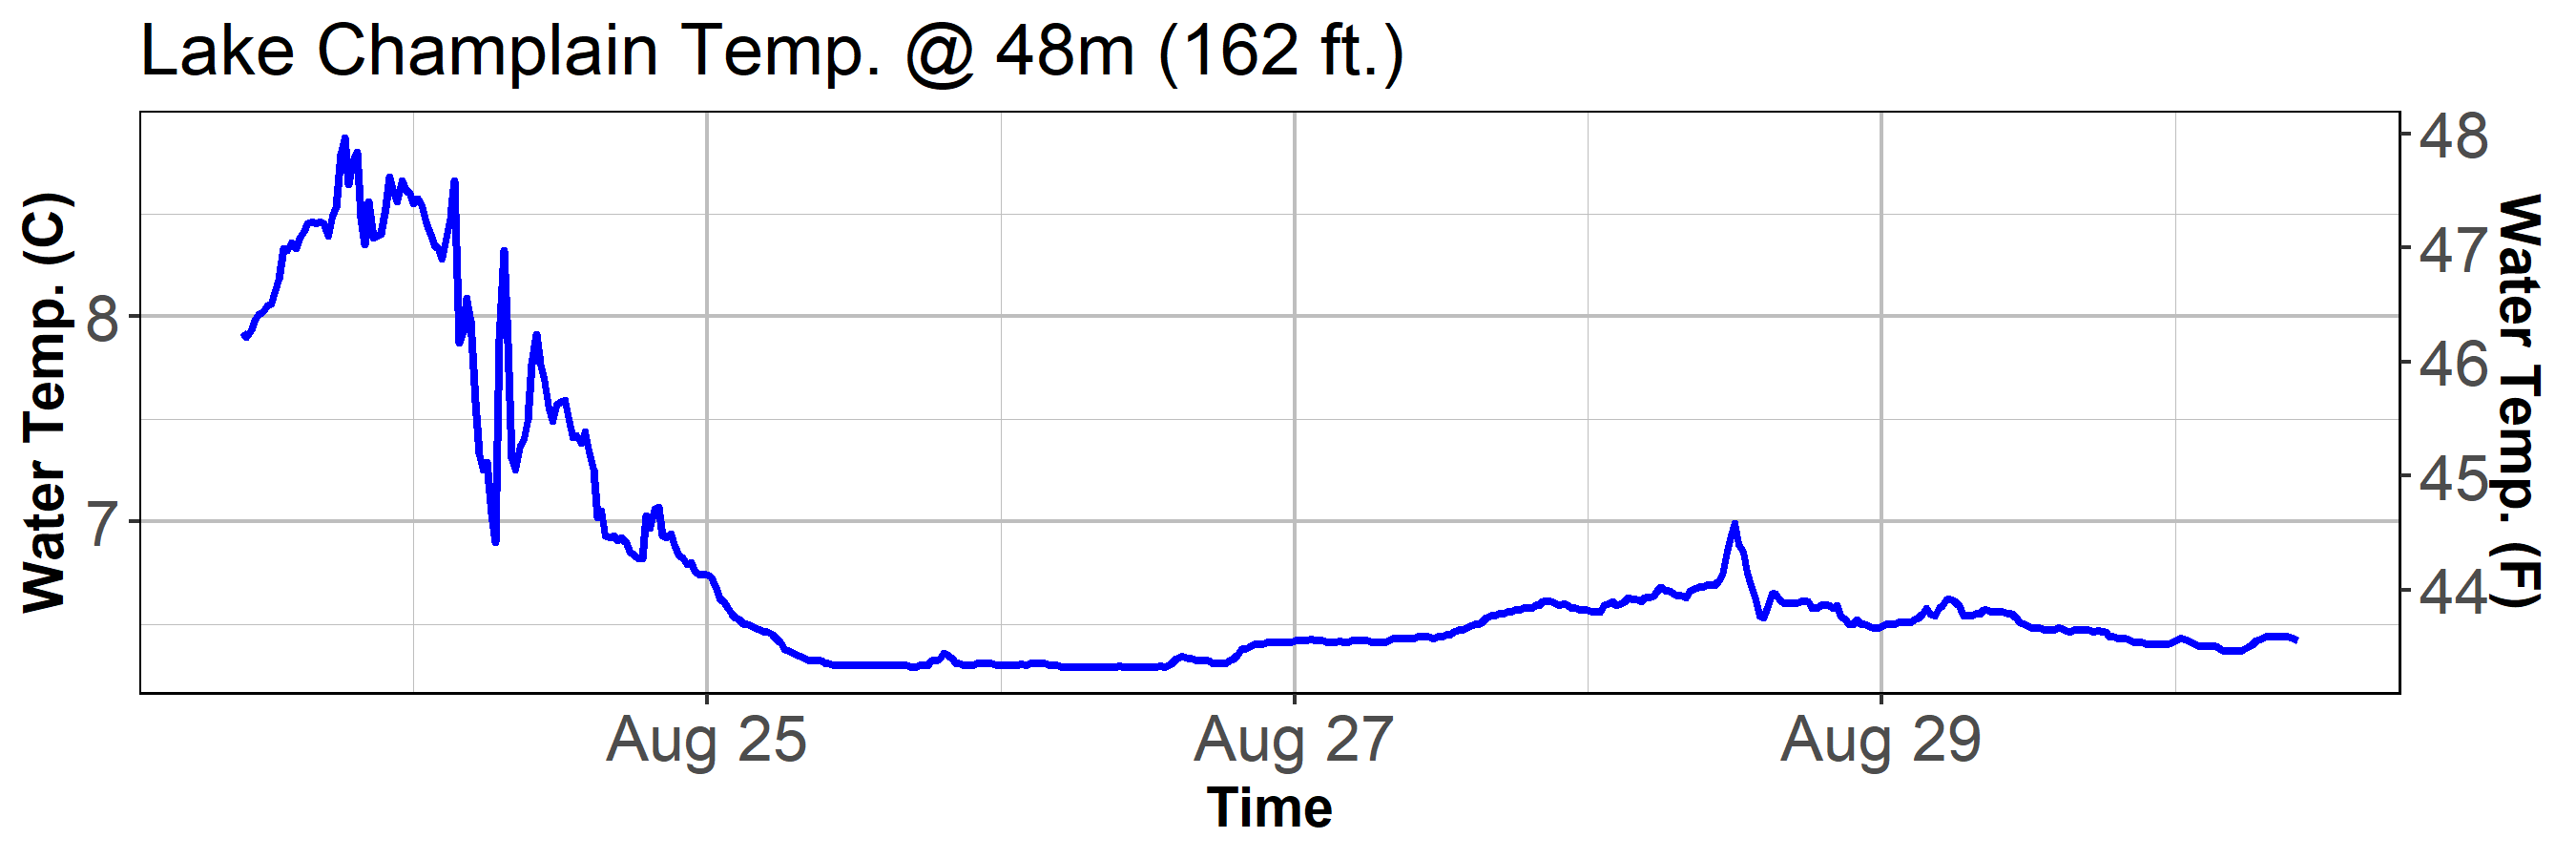 Lake Champlain Temp. @ 48m (162 ft.)
Water Temp. (C)
8
7
48
47
46
45
44
Water Temp. (F)
Aug 25
Aug 27
Aug 29
Time